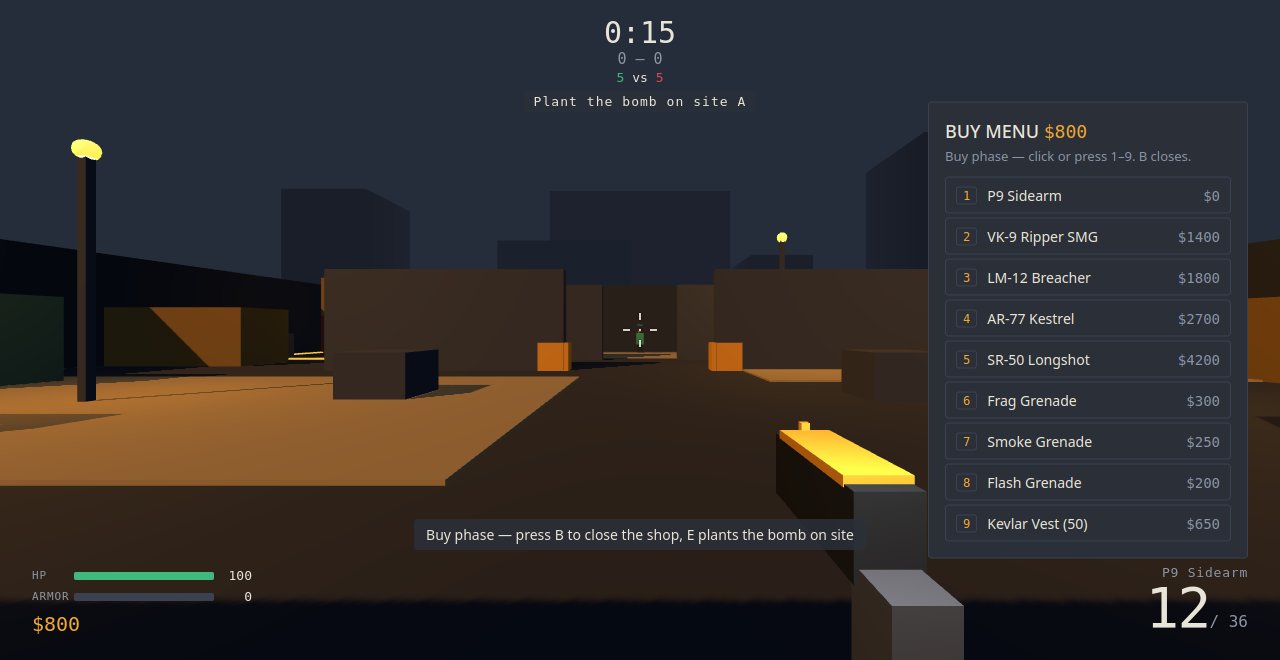 0:15
0 — 0
5 vs 5
Plant the bomb on site A
BUY MENU $800
Buy phase — click or press 1–9. B closes.
1 P9 Sidearm $0
2 VK-9 Ripper SMG $1400
3 LM-12 Breacher $1800
4 AR-77 Kestrel $2700
5 SR-50 Longshot $4200
6 Frag Grenade $300
7 Smoke Grenade $250
8 Flash Grenade $200
9 Kevlar Vest (50) $650
Buy phase — press B to close the shop, E plants the bomb on site
HP 100
ARMOR 0
$800
P9 Sidearm
12 / 36